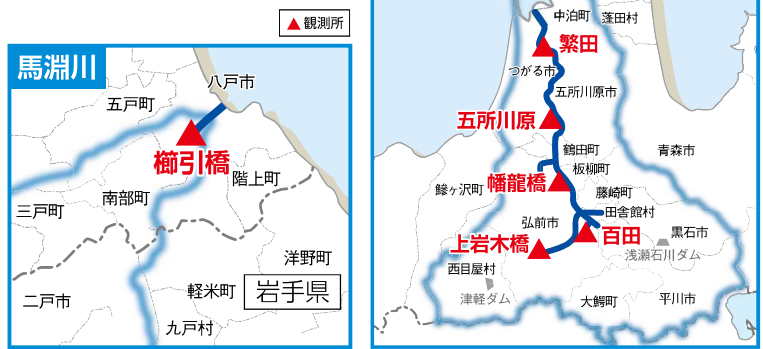 観測所
馬淵川
八戸市
五戸町
櫛引橋
階上町
南部町
三戸町
洋野町
軽米町
岩手県
二戸市
九戸村
中泊町
蓬田村
繁田
つがる市
五所川原市
五所川原
鶴田町
青森市
板柳町
幡龍橋
鰺ヶ沢町
藤崎町
田舎館村
弘前市
百田
黒石市
上岩木橋
浅瀬石川ダム
西目屋村
津軽ダム
大鰐町
平川市